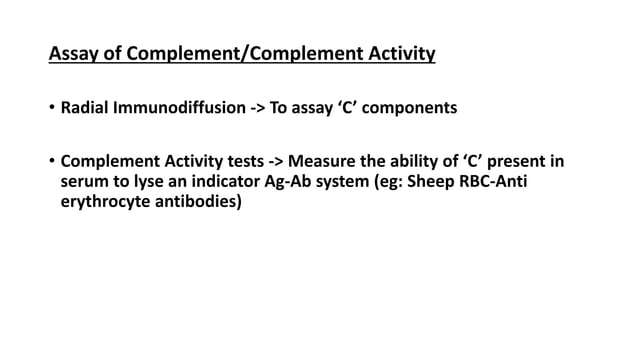 Assay of Complement/Complement Activity
• Radial Immunodiffusion -> To assay ‘C’ components
• Complement Activity tests -> Measure the ability of ‘C’ present in
serum to lyse an indicator Ag-Ab system (eg: Sheep RBC-Anti
erythrocyte antibodies)